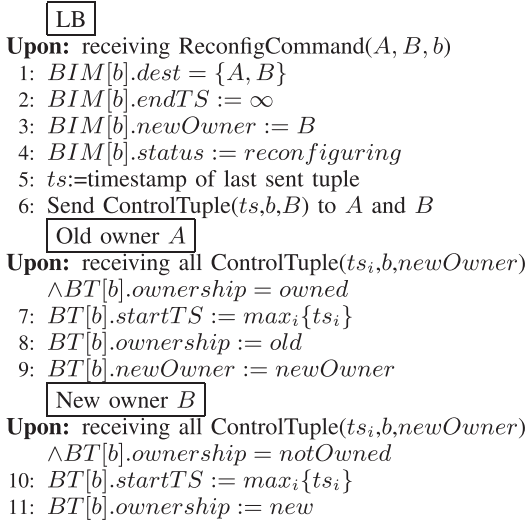 LB
Upon: receiving ReconfigCommand(A, B, b)
1: BIM[b].dest = {A, B}
2: BIM[b].endTS := ∞
3: BIM[b].newOwner := B
4: BIM[b].status := reconfiguring
5: ts:=timestamp of last sent tuple
6: Send ControlTuple(ts,b,B) to A and B
Old owner A
Upon: receiving all ControlTuple(tsᵢ,b,newOwner)
∧BT[b].ownership = owned
7: BT[b].startTS := maxᵢ{tsᵢ}
8: BT[b].ownership := old
9: BT[b].newOwner := newOwner
New owner B
Upon: receiving all ControlTuple(tsᵢ,b,newOwner)
∧BT[b].ownership = notOwned
10: BT[b].startTS := maxᵢ{tsᵢ}
11: BT[b].ownership := new